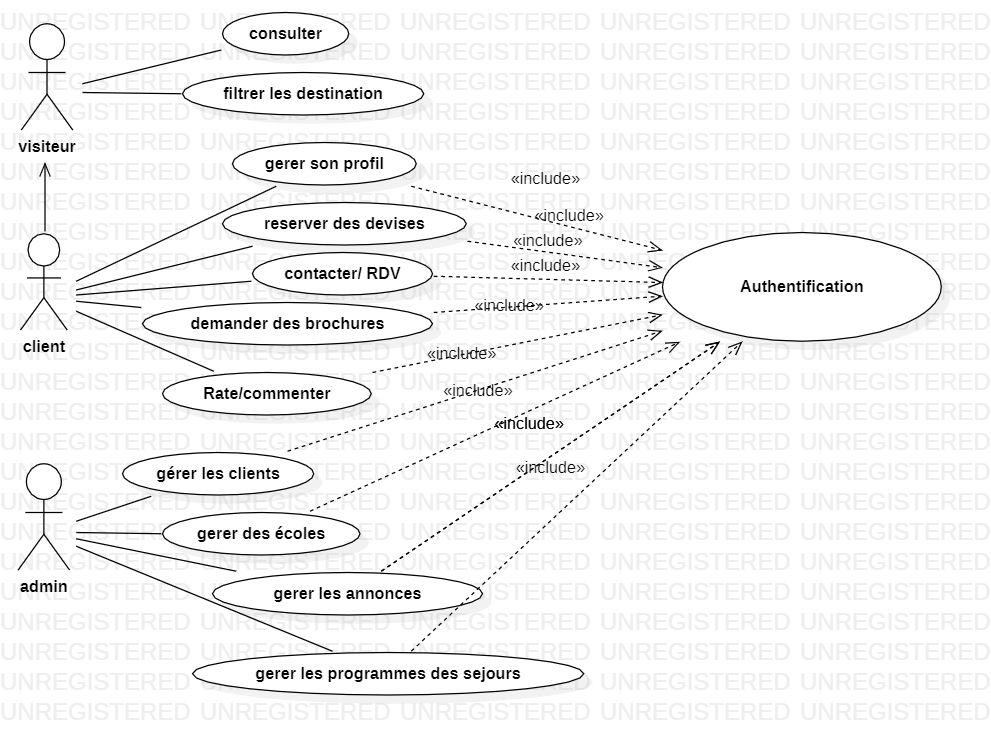 consulter
filtrer les destination
visiteur
gerer son profil
«include»
reserver des devises
«include»
«include»
contacter/ RDV
«include»
Authentification
demander des brochures
«include»
client
«include»
Rate/commenter
«include»
«include»
gérer les clients
«include»
gerer des écoles
admin
gerer les annonces
gerer les programmes des sejours
UNREGISTERED